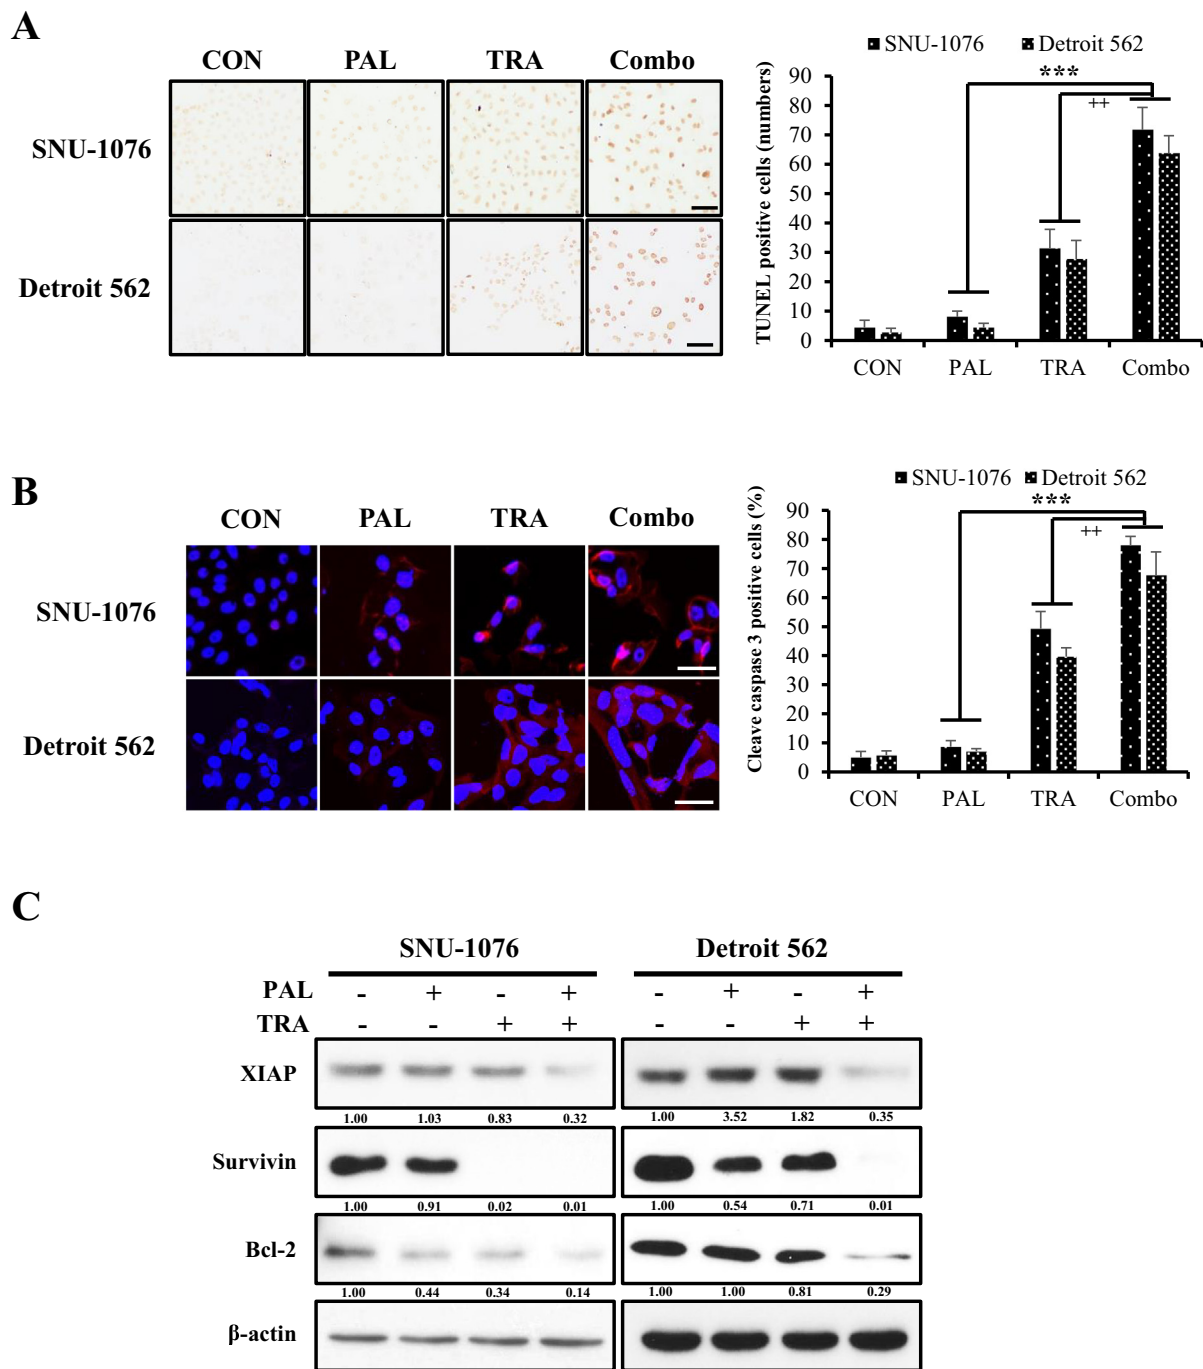 A
CON PAL TRA Combo
SNU-1076
Detroit 562
SNU-1076 Detroit 562
TUNEL positive cells (numbers)
90
80
70
60
50
40
30
20
10
0
***
++
CON PAL TRA Combo
B
CON PAL TRA Combo
SNU-1076
Detroit 562
SNU-1076 Detroit 562
Cleave caspase 3 positive cells (%)
90
80
70
60
50
40
30
20
10
0
***
++
CON PAL TRA Combo
C
SNU-1076 Detroit 562
PAL - + - + - + - +
TRA - - + + - - + +
XIAP
1.00 1.03 0.83 0.32 1.00 3.52 1.82 0.35
Survivin
1.00 0.91 0.02 0.01 1.00 0.54 0.71 0.01
Bcl-2
1.00 0.44 0.34 0.14 1.00 1.00 0.81 0.29
β-actin